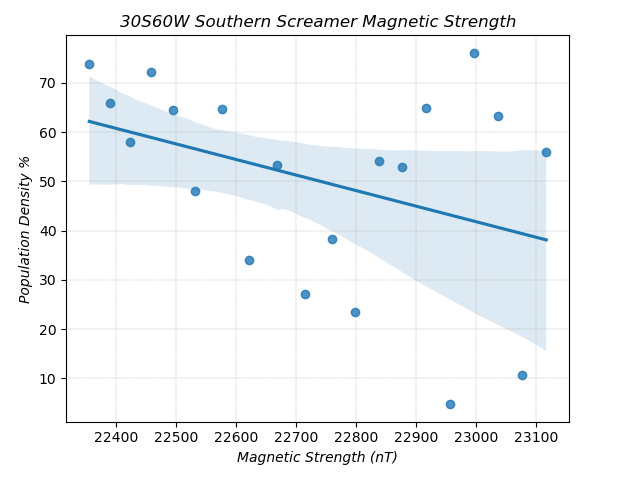 30S60W Southern Screamer Magnetic Strength
Population Density %
70
60
50
40
30
20
10
22400 22500 22600 22700 22800 22900 23000 23100
Magnetic Strength (nT)